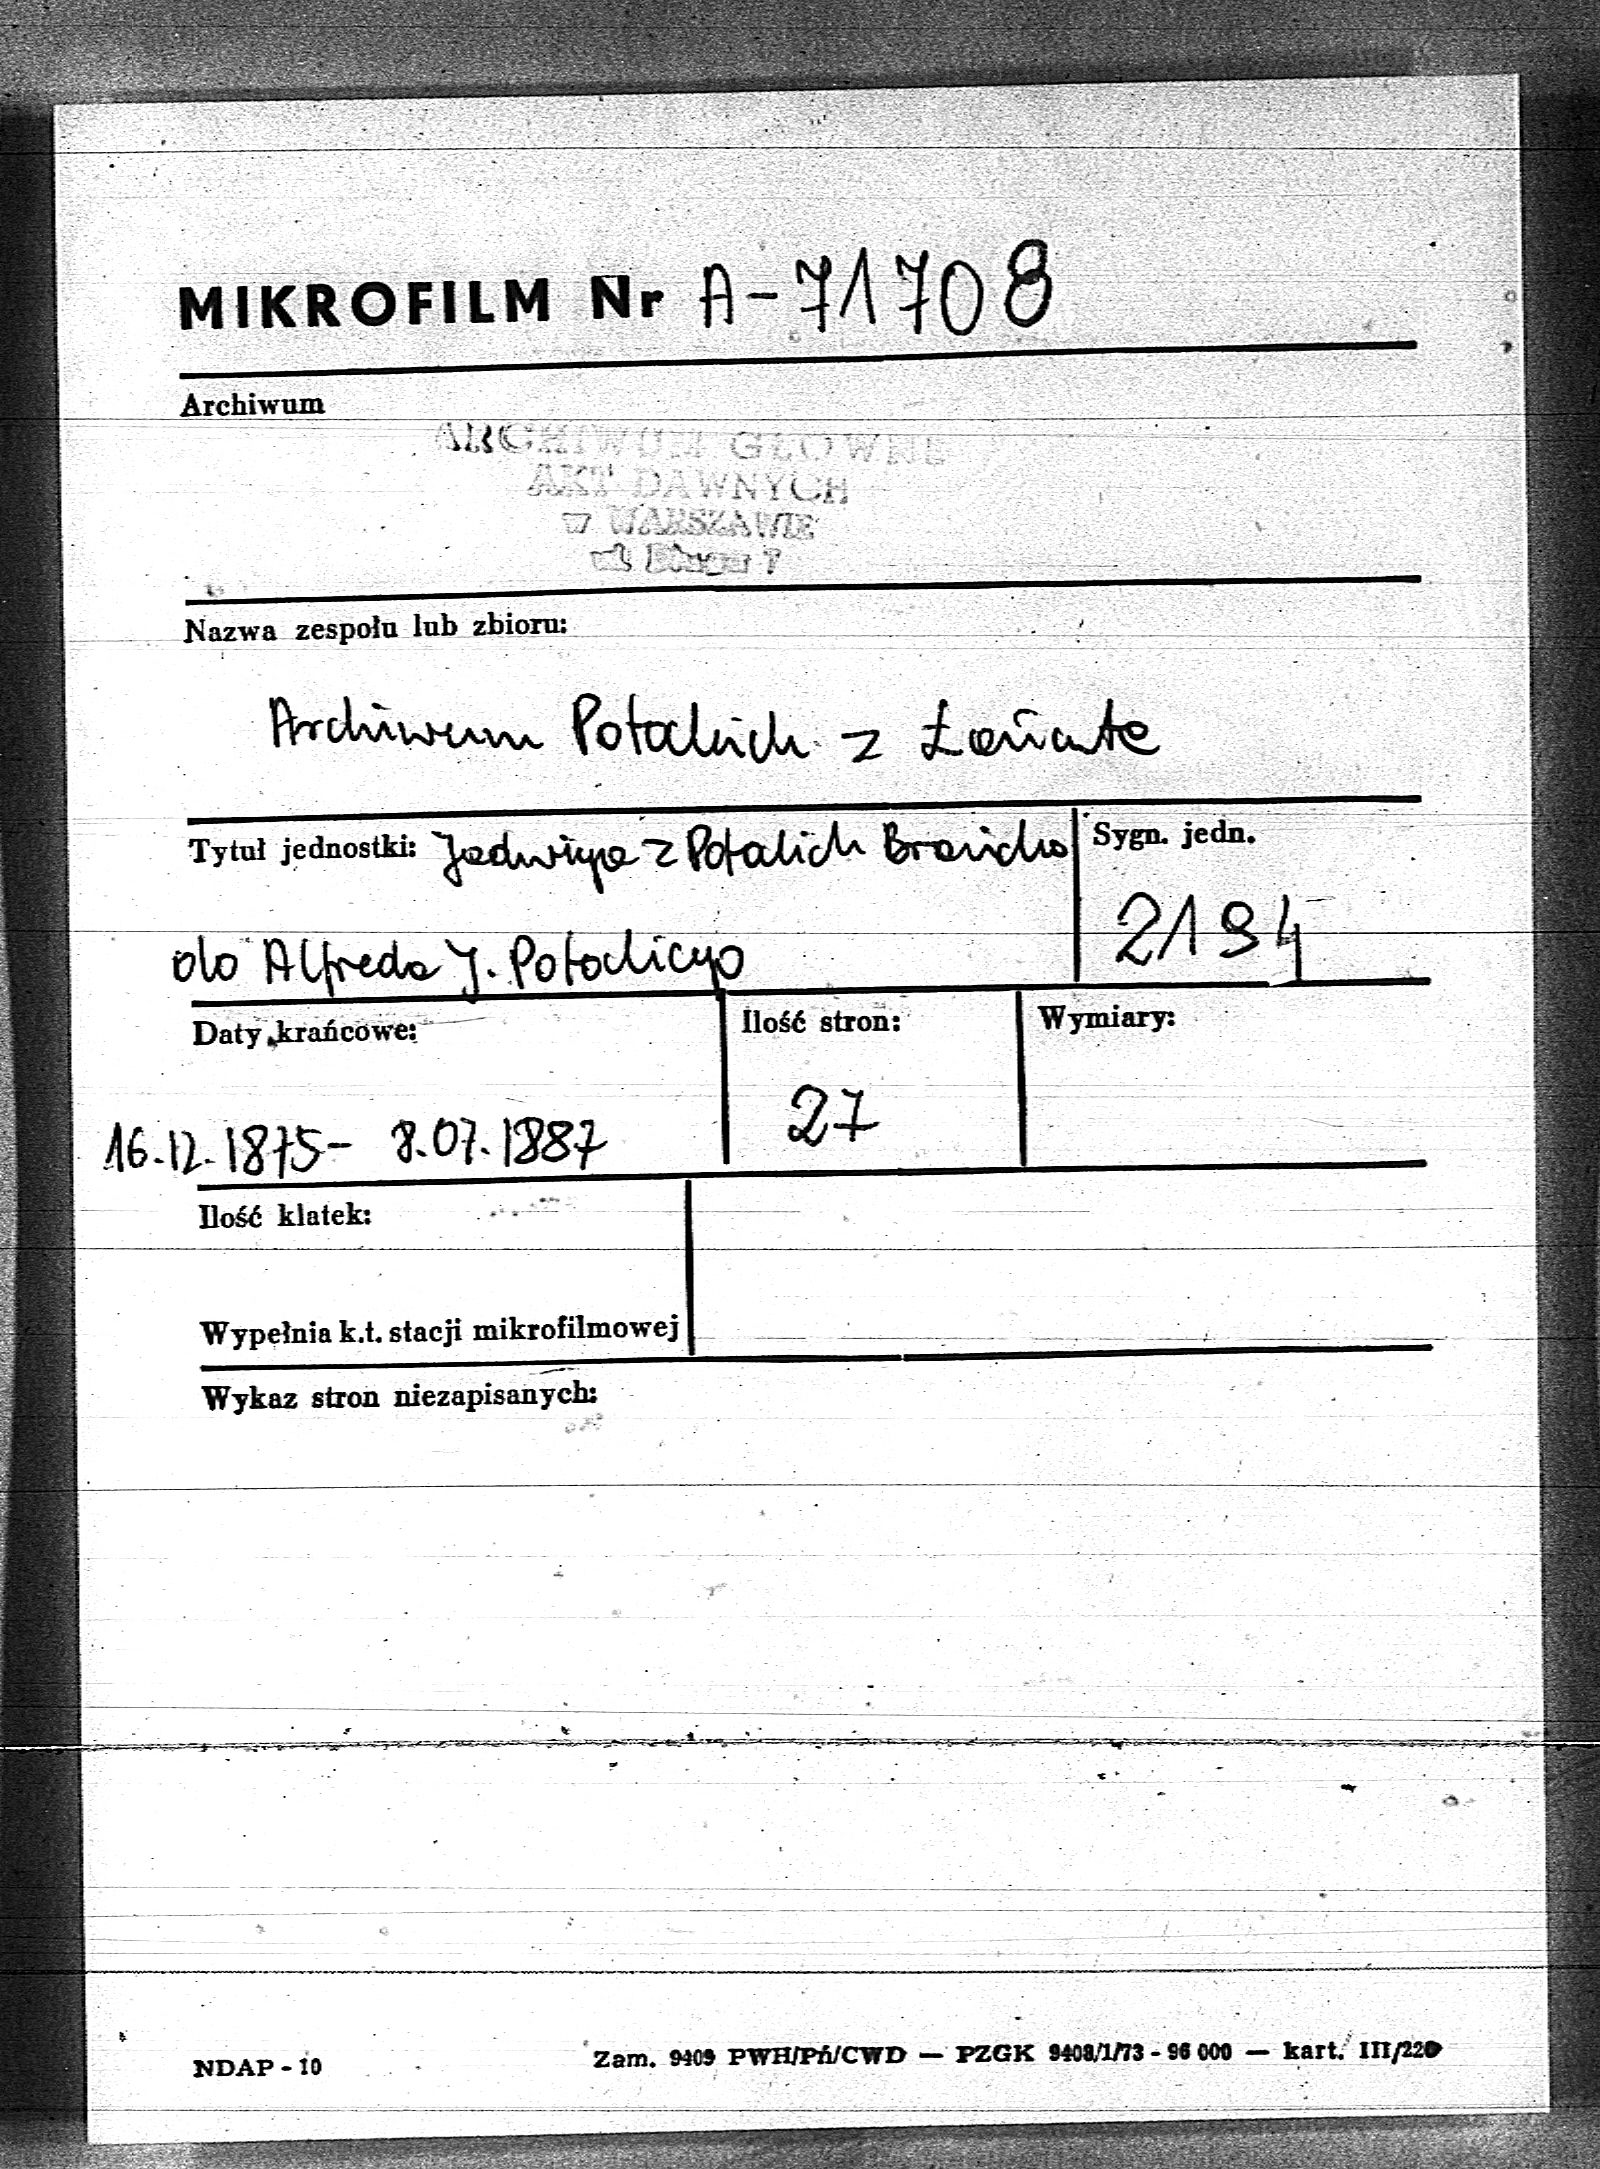 MIKROFILM Nr A-71708
Archiwum
ARCHIWUM GŁÓWNE
AKT DAWNYCH
w WARSZAWIE
ul. Długa 7
Nazwa zespołu lub zbioru:
Archiwum Potockich z Łańcuta
Tytuł jednostki: Jadwiga z Potockich Branicka
Sygn. jedn.
do Alfreda J. Potockiego
2194
Daty krańcowe:
Ilość stron:
Wymiary:
16.12.1875- 8.07.1887
27
Ilość klatek:
Wypełnia k.t. stacji mikrofilmowej
Wykaz stron niezapisanych:
NDAP - 10
Zam. 9409 PWH/Pń/CWD — PZGK 9408/1/73 - 96 000 — kart. III/220